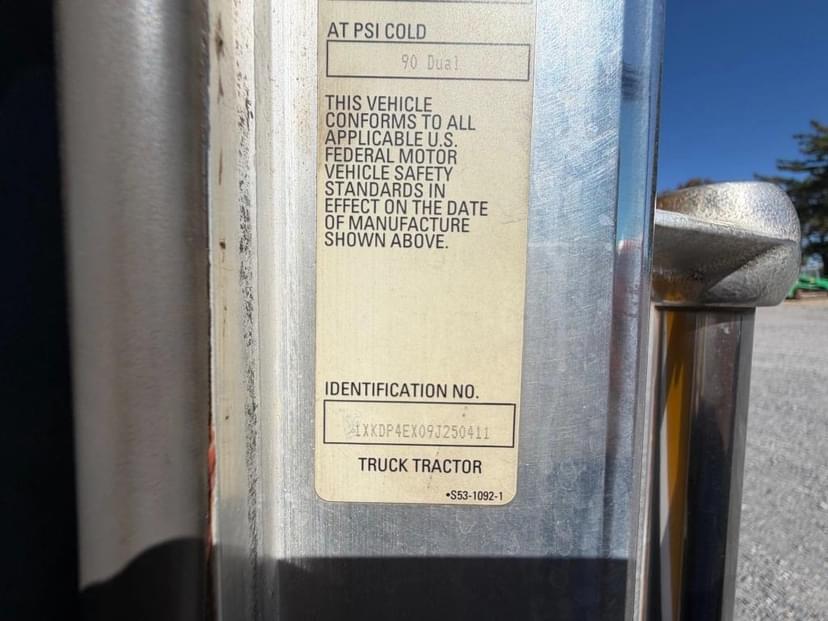 AT PSI COLD
90 Dual
THIS VEHICLE
CONFORMS TO ALL
APPLICABLE U.S.
FEDERAL MOTOR
VEHICLE SAFETY
STANDARDS IN
EFFECT ON THE DATE
OF MANUFACTURE
SHOWN ABOVE.
IDENTIFICATION NO.
1XKDP4EX09J250411
TRUCK TRACTOR
•S53-1092-1